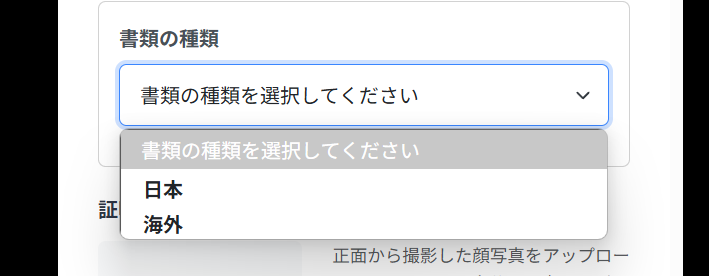 書類の種類
書類の種類を選択してください
書類の種類を選択してください
日本
海外
証
正面から撮影した顔写真をアップロー